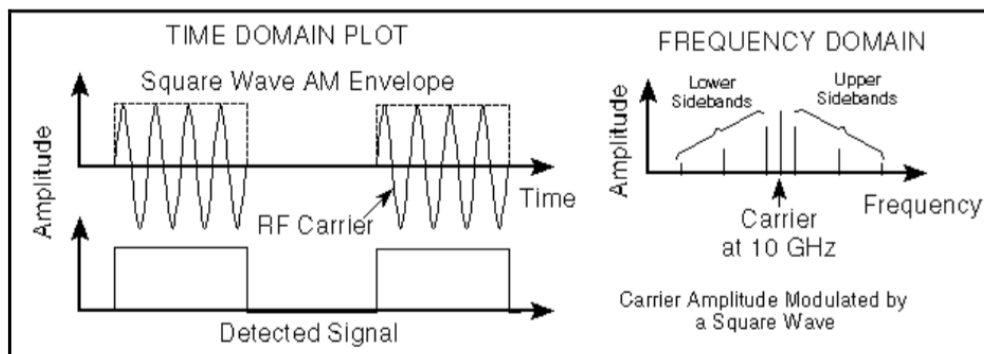 TIME DOMAIN PLOT
Square Wave AM Envelope
Amplitude
Time
RF Carrier
Detected Signal
FREQUENCY DOMAIN
Lower
Sidebands
Upper
Sidebands
Amplitude
Frequency
Carrier
at 10 GHz
Carrier Amplitude Modulated by
a Square Wave